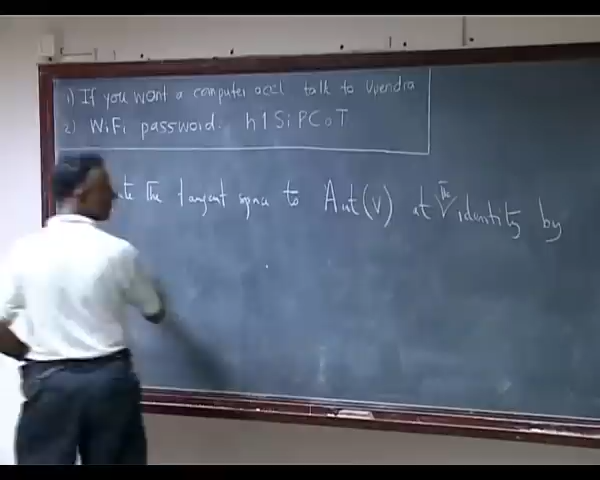 1) If you want a computer acct talk to Upendra
2) WiFi password. h1SiPCoT
the tangent space to Aut(V) at the identity by